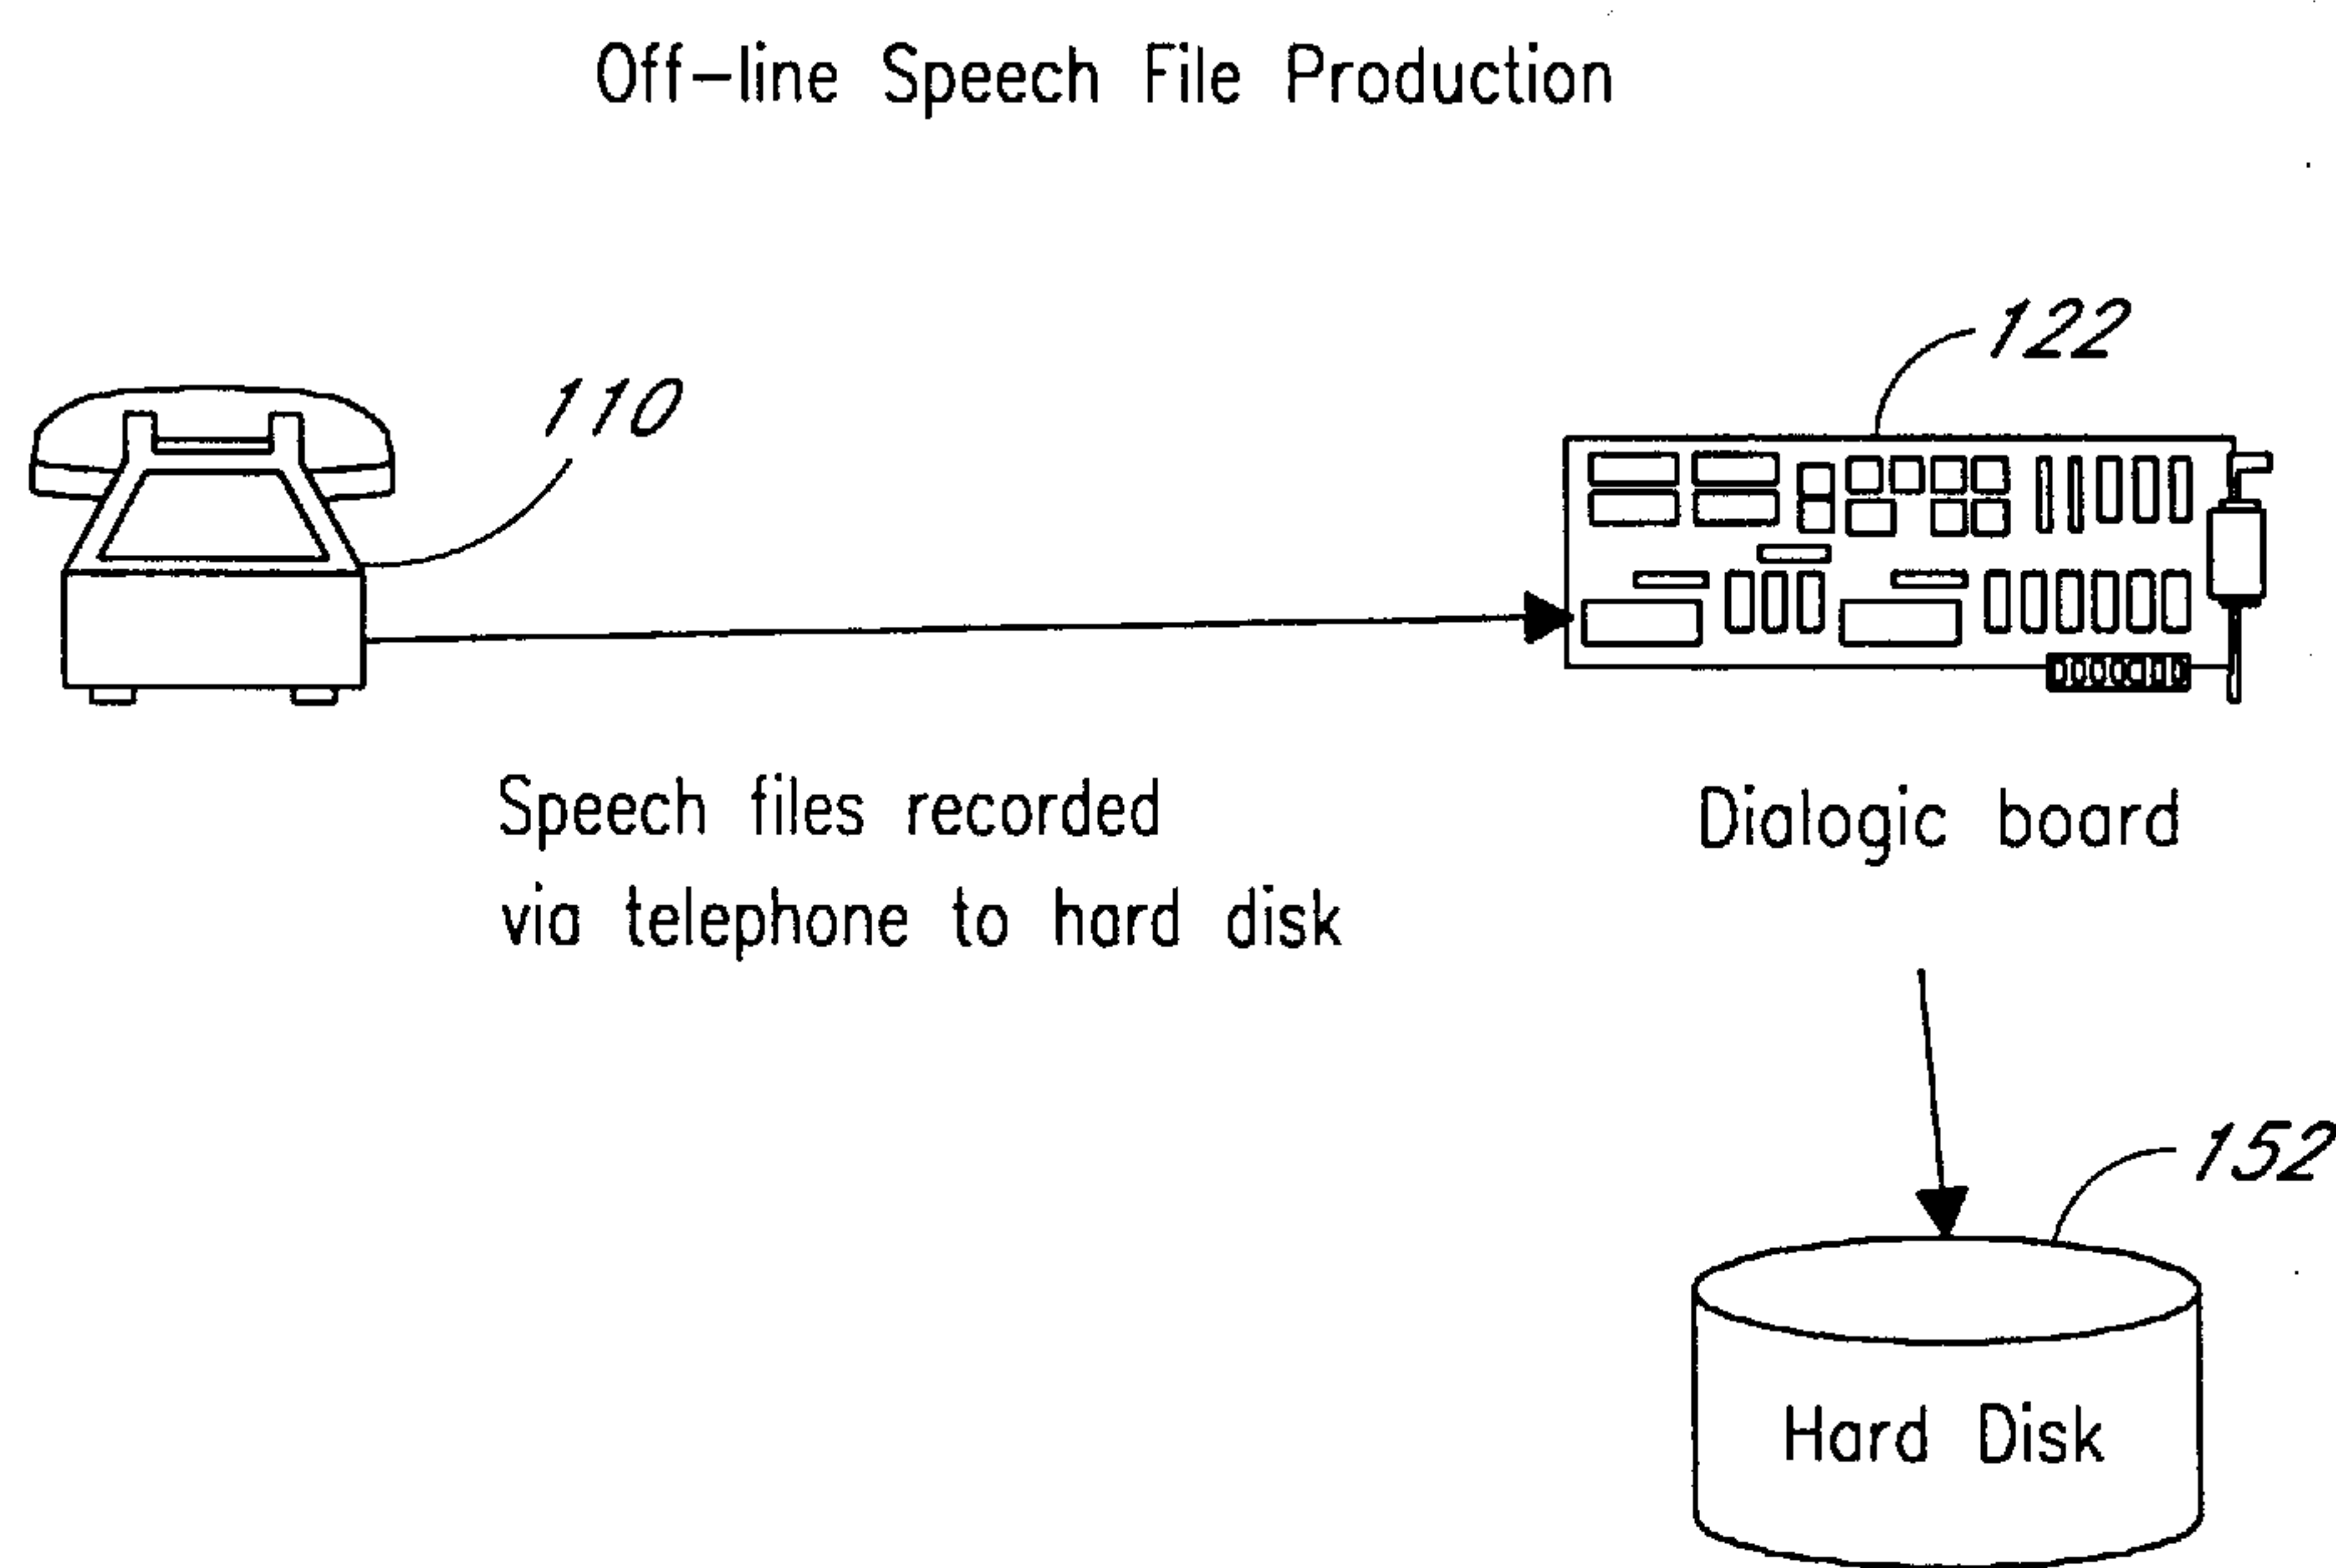 Off-line Speech File Production
122
110
Speech files recorded
via telephone to hard disk
Dialogic board
152
Hard Disk